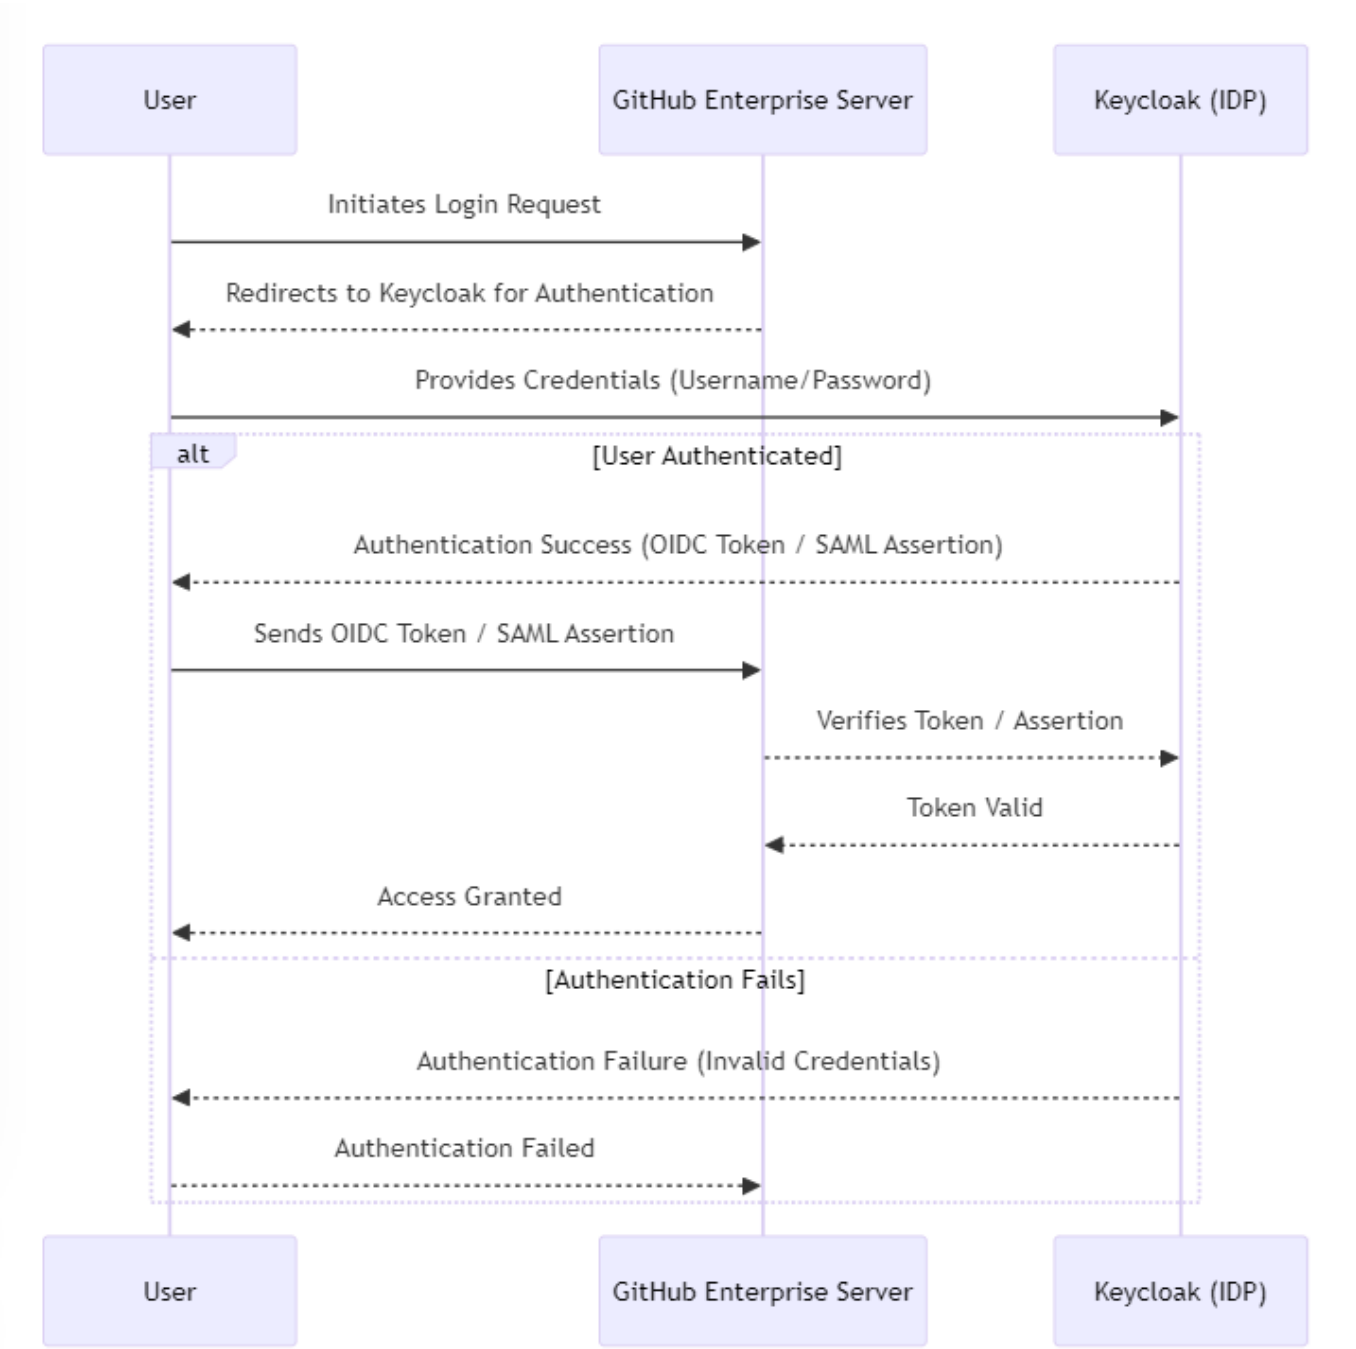 User
GitHub Enterprise Server
Keycloak (IDP)
Initiates Login Request
Redirects to Keycloak for Authentication
Provides Credentials (Username/Password)
alt
[User Authenticated]
Authentication Success (OIDC Token / SAML Assertion)
Sends OIDC Token / SAML Assertion
Verifies Token / Assertion
Token Valid
Access Granted
[Authentication Fails]
Authentication Failure (Invalid Credentials)
Authentication Failed
User
GitHub Enterprise Server
Keycloak (IDP)